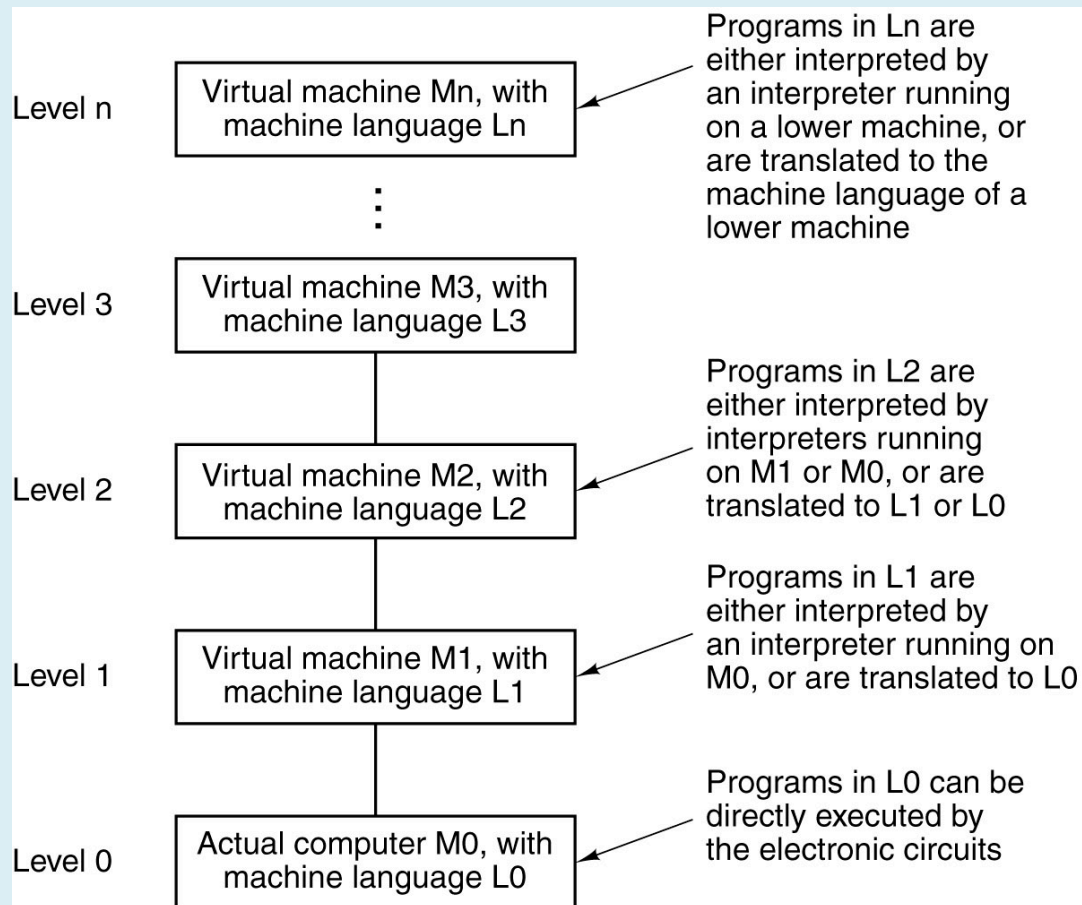 Programs in Ln are
either interpreted by
an interpreter running
on a lower machine, or
are translated to the
machine language of a
lower machine
Level n
Virtual machine Mn, with
machine language Ln
Level 3
Virtual machine M3, with
machine language L3
Programs in L2 are
either interpreted by
interpreters running
on M1 or M0, or are
translated to L1 or L0
Level 2
Virtual machine M2, with
machine language L2
Programs in L1 are
either interpreted by
an interpreter running on
M0, or are translated to L0
Level 1
Virtual machine M1, with
machine language L1
Programs in L0 can be
directly executed by
the electronic circuits
Level 0
Actual computer M0, with
machine language L0